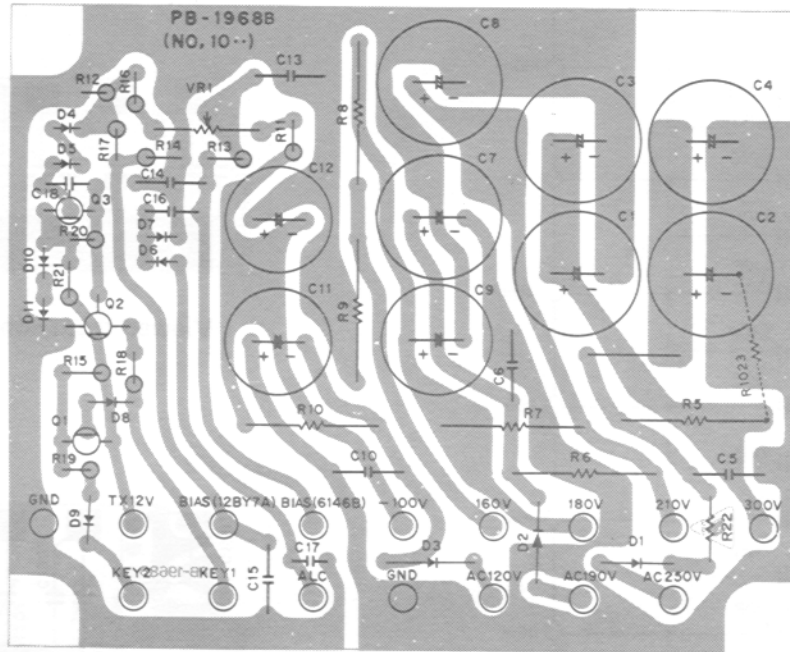 PB-1968B
(NO, 10··)
C8
C13
C3
C4
R12
R16
VR1
R8
D4
R11
R17
D5
R14
R13
C12
C7
C14
C18
Q3
C16
C1
C2
D7
R20
D6
D10
R21
C11
R9
C9
D11
Q2
R1023
C6
R15
R18
D8
R10
R7
R5
Q1
R19
C10
R6
C5
GND
TX12V
BIAS(12BY7A)
BIAS(6146B)
-100V
160V
180V
210V
300V
D9
D2
R22
C17
D3
D1
KEY2
PB-1968B
KEY1
C15
ALC
GND
AC120V
AC190V
AC250V